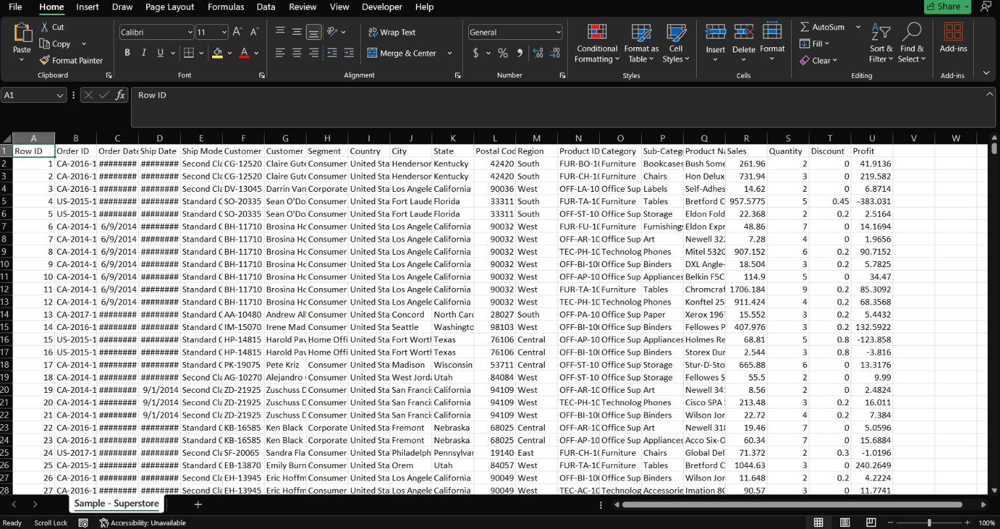 File Home Insert Draw Page Layout Formulas Data Review View Developer Help Share
Cut
Copy
Paste
Format Painter
Clipboard
Calibri 11
B I U
Font
Wrap Text
Merge & Center
Alignment
General
$ % ,
Number
Conditional Formatting
Format as Table
Cell Styles
Styles
Insert Delete Format
Cells
AutoSum
Fill
Clear
Sort & Filter
Find & Select
Editing
Add-ins
Add-ins
A1 fx Row ID
A B C D E F G H I J K L M N O P Q R S T U V W
1 Row ID Order ID Order Date Ship Date Ship Mode Customer Customer Segment Country City State Postal Cod Region Product ID Category Sub-Categ Product Na Sales Quantity Discount Profit
2 1 CA-2016-1 ######## ######## Second Cla CG-12520 Claire Gute Consumer United Sta Henderson Kentucky 42420 South FUR-BO-10 Furniture Bookcases Bush Some 261.96 2 0 41.9136
3 2 CA-2016-1 ######## ######## Second Cla CG-12520 Claire Gute Consumer United Sta Henderson Kentucky 42420 South FUR-CH-10 Furniture Chairs Hon Delux 731.94 3 0 219.582
4 3 CA-2016-1 ######## ######## Second Cla DV-13045 Darrin Van Corporate United Sta Los Angele California 90036 West OFF-LA-10 Office Sup Labels Self-Adhes 14.62 2 0 6.8714
5 4 US-2015-1 ######## ######## Standard C SO-20335 Sean O'Do Consumer United Sta Fort Laude Florida 33311 South FUR-TA-10 Furniture Tables Bretford C 957.5775 5 0.45 -383.031
6 5 US-2015-1 ######## ######## Standard C SO-20335 Sean O'Do Consumer United Sta Fort Laude Florida 33311 South OFF-ST-10 Office Sup Storage Eldon Fold 22.368 2 0.2 2.5164
7 6 CA-2014-1 6/9/2014 ######## Standard C BH-11710 Brosina Ho Consumer United Sta Los Angele California 90032 West FUR-FU-10 Furniture Furnishing Eldon Expr 48.86 7 0 14.1694
8 7 CA-2014-1 6/9/2014 ######## Standard C BH-11710 Brosina Ho Consumer United Sta Los Angele California 90032 West OFF-AR-10 Office Sup Art Newell 322 7.28 4 0 1.9656
9 8 CA-2014-1 6/9/2014 ######## Standard C BH-11710 Brosina Ho Consumer United Sta Los Angele California 90032 West TEC-PH-10 Technolog Phones Mitel 5320 907.152 6 0.2 90.7152
10 9 CA-2014-1 6/9/2014 ######## Standard C BH-11710 Brosina Ho Consumer United Sta Los Angele California 90032 West OFF-BI-100 Office Sup Binders DXL Angle- 18.504 3 0.2 5.7825
11 10 CA-2014-1 6/9/2014 ######## Standard C BH-11710 Brosina Ho Consumer United Sta Los Angele California 90032 West OFF-AP-10 Office Sup Appliances Belkin F5C 114.9 5 0 34.47
12 11 CA-2014-1 6/9/2014 ######## Standard C BH-11710 Brosina Ho Consumer United Sta Los Angele California 90032 West FUR-TA-10 Furniture Tables Chromcraf 1706.184 9 0.2 85.3092
13 12 CA-2014-1 6/9/2014 ######## Standard C BH-11710 Brosina Ho Consumer United Sta Los Angele California 90032 West TEC-PH-10 Technolog Phones Konftel 25 911.424 4 0.2 68.3568
14 13 CA-2017-1 ######## ######## Standard C AA-10480 Andrew All Consumer United Sta Concord North Caro 28027 South OFF-PA-10 Office Sup Paper Xerox 1967 15.552 3 0.2 5.4432
15 14 CA-2016-1 ######## ######## Standard C IM-15070 Irene Mad Consumer United Sta Seattle Washingto 98103 West OFF-BI-100 Office Sup Binders Fellowes P 407.976 3 0.2 132.5922
16 15 US-2015-1 ######## ######## Standard C HP-14815 Harold Pav Home Offi United Sta Fort Worth Texas 76106 Central OFF-AP-10 Office Sup Appliances Holmes Re 68.81 5 0.8 -123.858
17 16 US-2015-1 ######## ######## Standard C HP-14815 Harold Pav Home Offi United Sta Fort Worth Texas 76106 Central OFF-BI-100 Office Sup Binders Storex Dur 2.544 3 0.8 -3.816
18 17 CA-2014-1 ######## ######## Standard C PK-19075 Pete Kriz Consumer United Sta Madison Wisconsin 53711 Central OFF-ST-10 Office Sup Storage Stur-D-Sto 665.88 6 0 13.3176
19 18 CA-2014-1 ######## ######## Second Cla AG-10270 Alejandro Consumer United Sta West Jorda Utah 84084 West OFF-ST-10 Office Sup Storage Fellowes S 55.5 2 0 9.99
20 19 CA-2014-1 ######## 9/1/2014 Second Cla ZD-21925 Zuschuss D Consumer United Sta San Franci California 94109 West OFF-AR-10 Office Sup Art Newell 341 8.56 2 0 2.4824
21 20 CA-2014-1 ######## 9/1/2014 Second Cla ZD-21925 Zuschuss D Consumer United Sta San Franci California 94109 West TEC-PH-10 Technolog Phones Cisco SPA 213.48 3 0.2 16.011
22 21 CA-2014-1 ######## 9/1/2014 Second Cla ZD-21925 Zuschuss D Consumer United Sta San Franci California 94109 West OFF-BI-100 Office Sup Binders Wilson Jor 22.72 4 0.2 7.384
23 22 CA-2016-1 ######## ######## Standard C KB-16585 Ken Black Corporate United Sta Fremont Nebraska 68025 Central OFF-AR-10 Office Sup Art Newell 318 19.46 7 0 5.0596
24 23 CA-2016-1 ######## ######## Standard C KB-16585 Ken Black Corporate United Sta Fremont Nebraska 68025 Central OFF-AP-10 Office Sup Appliances Acco Six-O 60.34 7 0 15.6884
25 24 US-2017-1 ######## ######## Second Cla SF-20065 Sandra Fla Consumer United Sta Philadelph Pennsylvan 19140 East FUR-CH-10 Furniture Chairs Global Del 71.372 2 0.3 -1.0196
26 25 CA-2015-1 ######## ######## Standard C EB-13870 Emily Burn Consumer United Sta Orem Utah 84057 West FUR-TA-10 Furniture Tables Bretford C 1044.63 3 0 240.2649
27 26 CA-2016-1 ######## ######## Second Cla EH-13945 Eric Hoffm Consumer United Sta Los Angele California 90049 West OFF-BI-100 Office Sup Binders Wilson Jor 11.648 2 0.2 4.2224
28 27 CA-2016-1 ######## ######## Second Cla EH-13945 Eric Hoffm Consumer United Sta Los Angele California 90049 West TEC-AC-10 Technolog Accessorie Imation 8G 90.57 3 0 11.7741
Sample - Superstore
Ready Scroll Lock Accessibility: Unavailable 100%